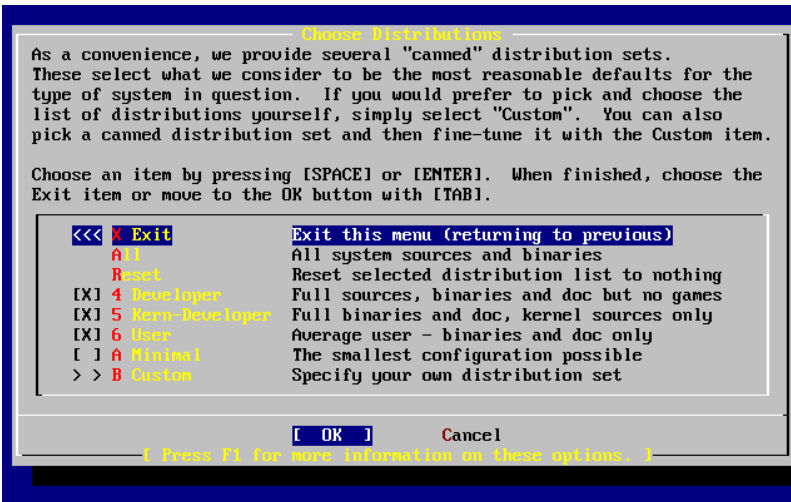 Choose Distributions
As a convenience, we provide several "canned" distribution sets.
These select what we consider to be the most reasonable defaults for the
type of system in question.  If you would prefer to pick and choose the
list of distributions yourself, simply select "Custom".  You can also
pick a canned distribution set and then fine-tune it with the Custom item.
Choose an item by pressing [SPACE] or [ENTER].  When finished, choose the
Exit item or move to the OK button with [TAB].
<<< X Exit Exit this menu (returning to previous)
All All system sources and binaries
Reset Reset selected distribution list to nothing
[X] 4 Developer Full sources, binaries and doc but no games
[X] 5 Kern-Developer Full binaries and doc, kernel sources only
[X] 6 User Average user - binaries and doc only
[ ] A Minimal The smallest configuration possible
> > B Custom Specify your own distribution set
[ OK ] Cancel
[ Press F1 for more information on these options. ]